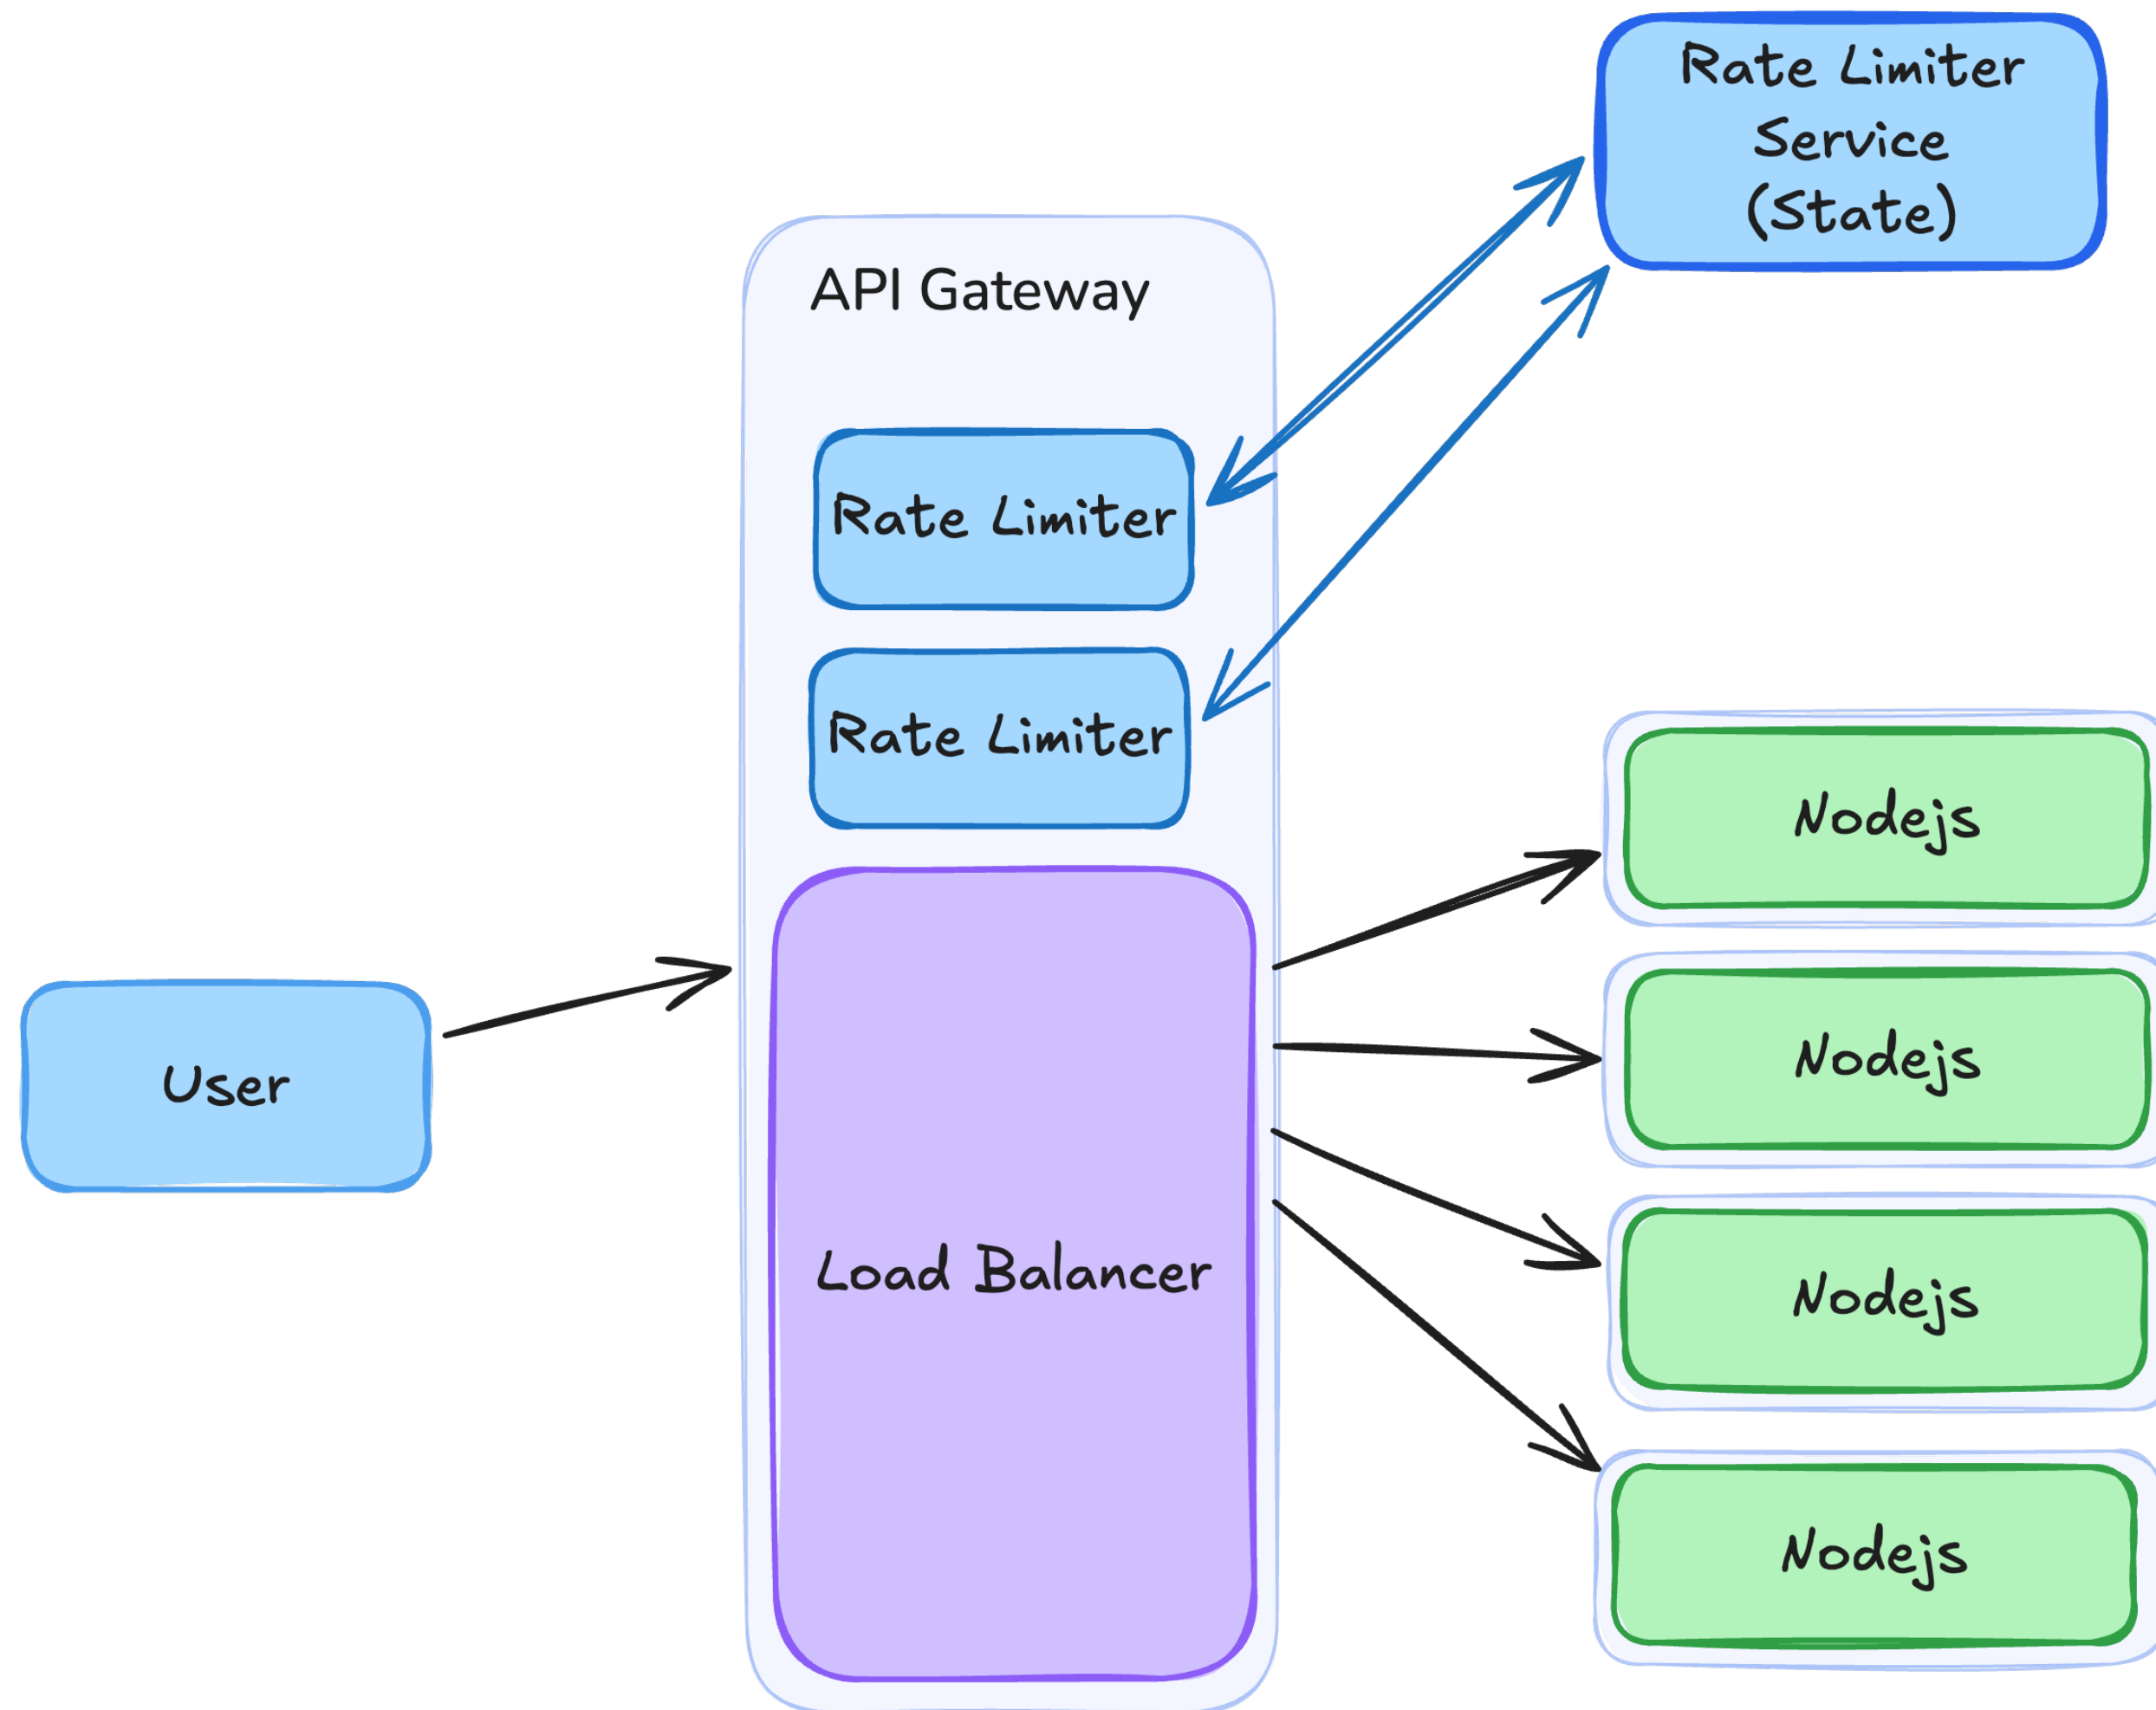 Rate Limiter
Service
(State)
API Gateway
Rate Limiter
Rate Limiter
Nodejs
User
Nodejs
Load Balancer
Nodejs
Nodejs